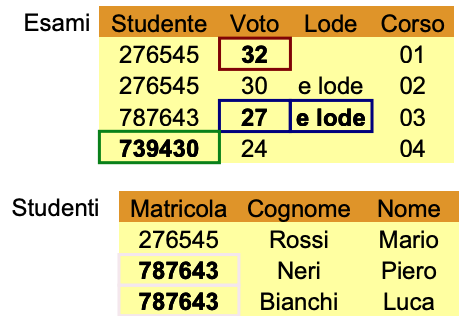 Esami Studente Voto Lode Corso
276545 32 01
276545 30 e lode 02
787643 27 e lode 03
739430 24 04
Studenti Matricola Cognome Nome
276545 Rossi Mario
787643 Neri Piero
787643 Bianchi Luca